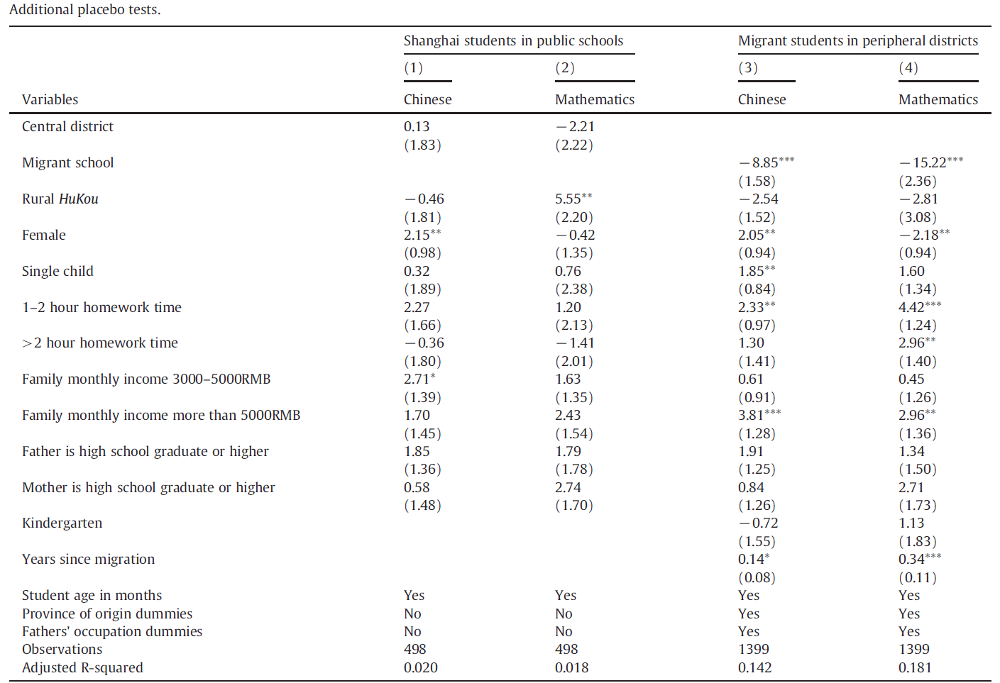 Additional placebo tests.
Shanghai students in public schools Migrant students in peripheral districts
(1) (2) (3) (4)
Variables Chinese Mathematics Chinese Mathematics
Central district 0.13 −2.21
(1.83) (2.22)
Migrant school −8.85*** −15.22***
(1.58) (2.36)
Rural HuKou −0.46 5.55** −2.54 −2.81
(1.81) (2.20) (1.52) (3.08)
Female 2.15** −0.42 2.05** −2.18**
(0.98) (1.35) (0.94) (0.94)
Single child 0.32 0.76 1.85** 1.60
(1.89) (2.38) (0.84) (1.34)
1–2 hour homework time 2.27 1.20 2.33** 4.42***
(1.66) (2.13) (0.97) (1.24)
>2 hour homework time −0.36 −1.41 1.30 2.96**
(1.80) (2.01) (1.41) (1.40)
Family monthly income 3000–5000RMB 2.71* 1.63 0.61 0.45
(1.39) (1.35) (0.91) (1.26)
Family monthly income more than 5000RMB 1.70 2.43 3.81*** 2.96**
(1.45) (1.54) (1.28) (1.36)
Father is high school graduate or higher 1.85 1.79 1.91 1.34
(1.36) (1.78) (1.25) (1.50)
Mother is high school graduate or higher 0.58 2.74 0.84 2.71
(1.48) (1.70) (1.26) (1.73)
Kindergarten −0.72 1.13
(1.55) (1.83)
Years since migration 0.14* 0.34***
(0.08) (0.11)
Student age in months Yes Yes Yes Yes
Province of origin dummies No No Yes Yes
Fathers' occupation dummies No No Yes Yes
Observations 498 498 1399 1399
Adjusted R-squared 0.020 0.018 0.142 0.181